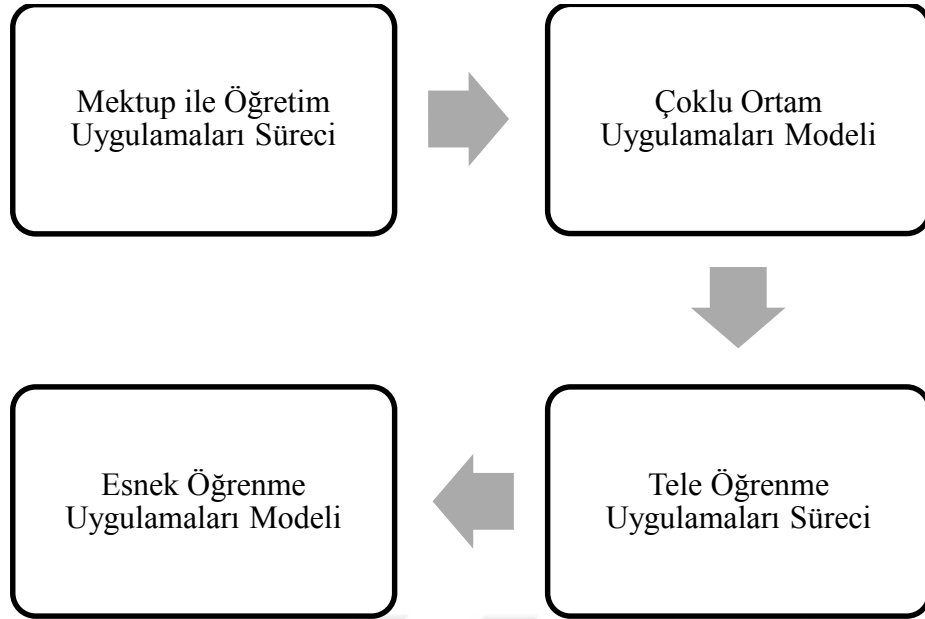 Mektup ile Öğretim
Uygulamaları Süreci
Çoklu Ortam
Uygulamaları Modeli
Tele Öğrenme
Uygulamaları Süreci
Esnek Öğrenme
Uygulamaları Modeli